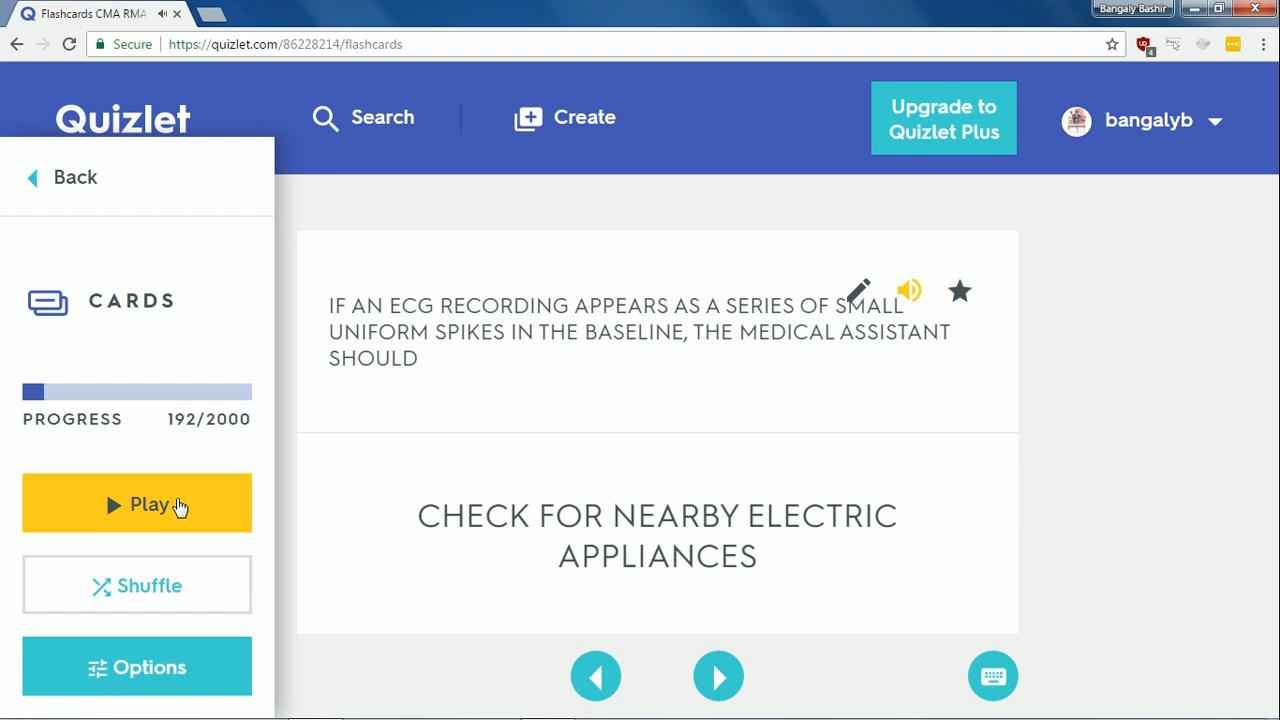 Flashcards CMA RMA
Bangaly Bashir
Secure
https://quizlet.com/86228214/flashcards
4
Quizlet
Search
Create
Upgrade to
Quizlet Plus
bangalyb
Back
CARDS
PROGRESS 192/2000
Play
Shuffle
Options
IF AN ECG RECORDING APPEARS AS A SERIES OF SMALL
UNIFORM SPIKES IN THE BASELINE, THE MEDICAL ASSISTANT
SHOULD
CHECK FOR NEARBY ELECTRIC
APPLIANCES